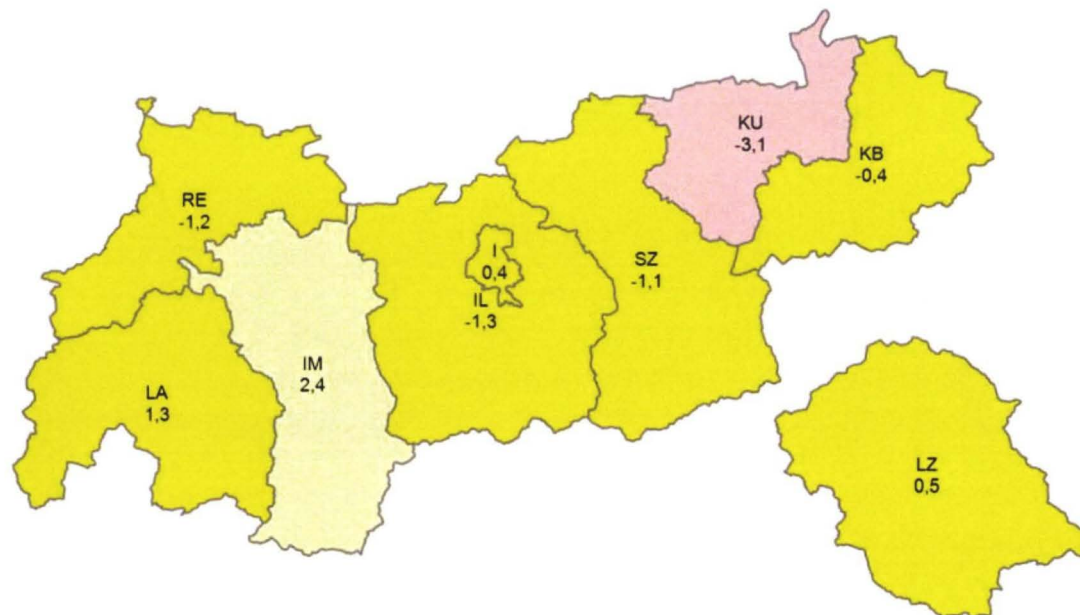 KU
-3,1
KB
-0,4
RE
-1,2
I
0,4
IL
-1,3
SZ
-1,1
IM
2,4
LA
1,3
LZ
0,5